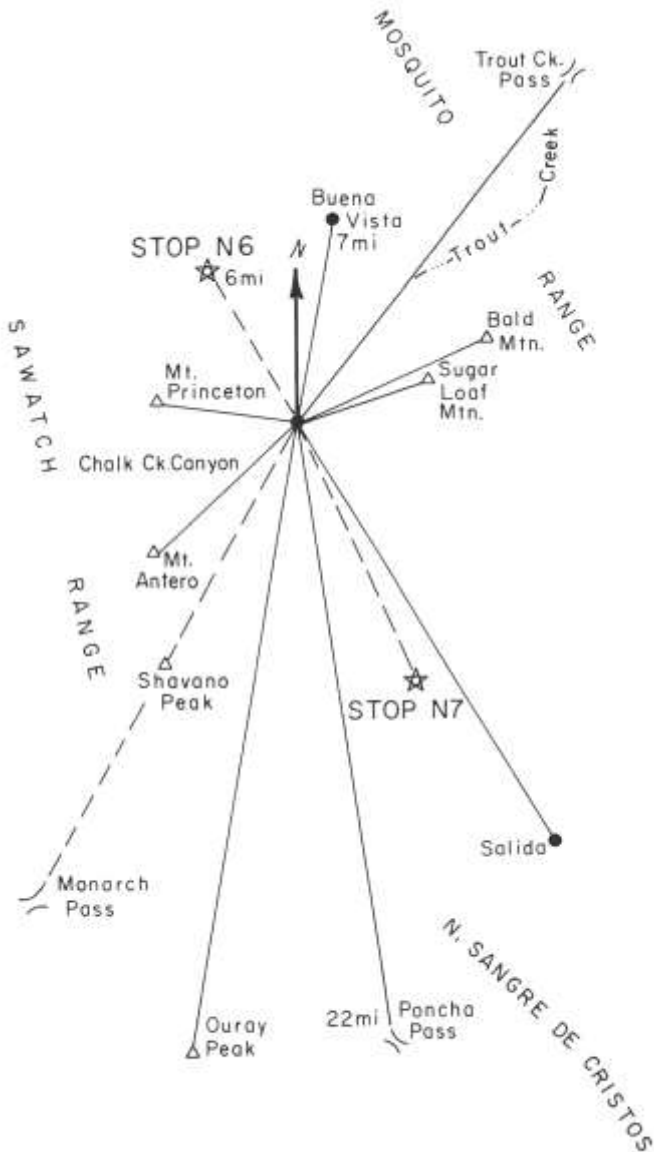 MOSQUITO
Trout Ck.
Pass
Creek
Trout
Buena
Vista
7mi
STOP N6
6mi
N
RANGE
Bald
Mtn.
Sugar
Loaf
Mtn.
SAWATCH
Mt.
Princeton
Chalk Ck. Canyon
Mt.
Antero
RANGE
Shavano
Peak
STOP N7
Salida
Monarch
Pass
N. SANGRE DE CRISTOS
22mi
Poncha
Pass
Ouray
Peak